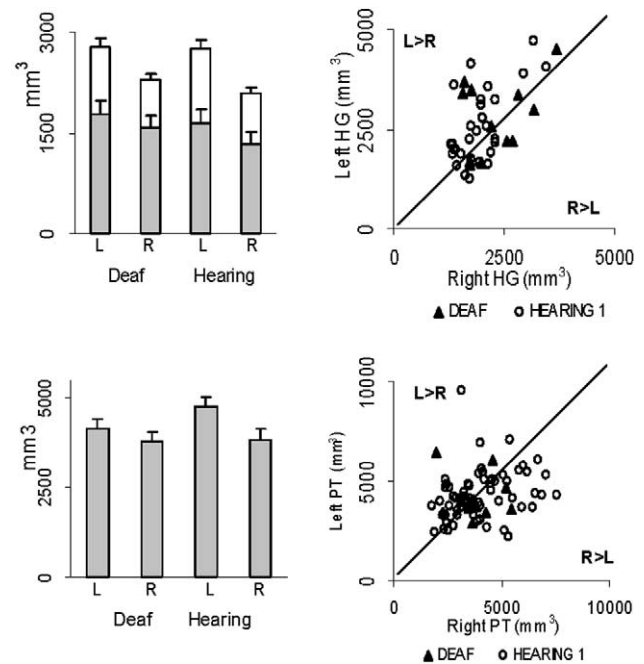 3000
1500
0
mm³
L R L R
Deaf Hearing
5000
2500
0
Left HG (mm³)
L>R
R>L
0 2500 5000
Right HG (mm³)
▲ DEAF o HEARING 1
5000
2500
0
mm3
L R L R
Deaf Hearing
10000
5000
0
Left PT (mm³)
L>R
R>L
0 5000 10000
Right PT (mm³)
▲ DEAF o HEARING 1